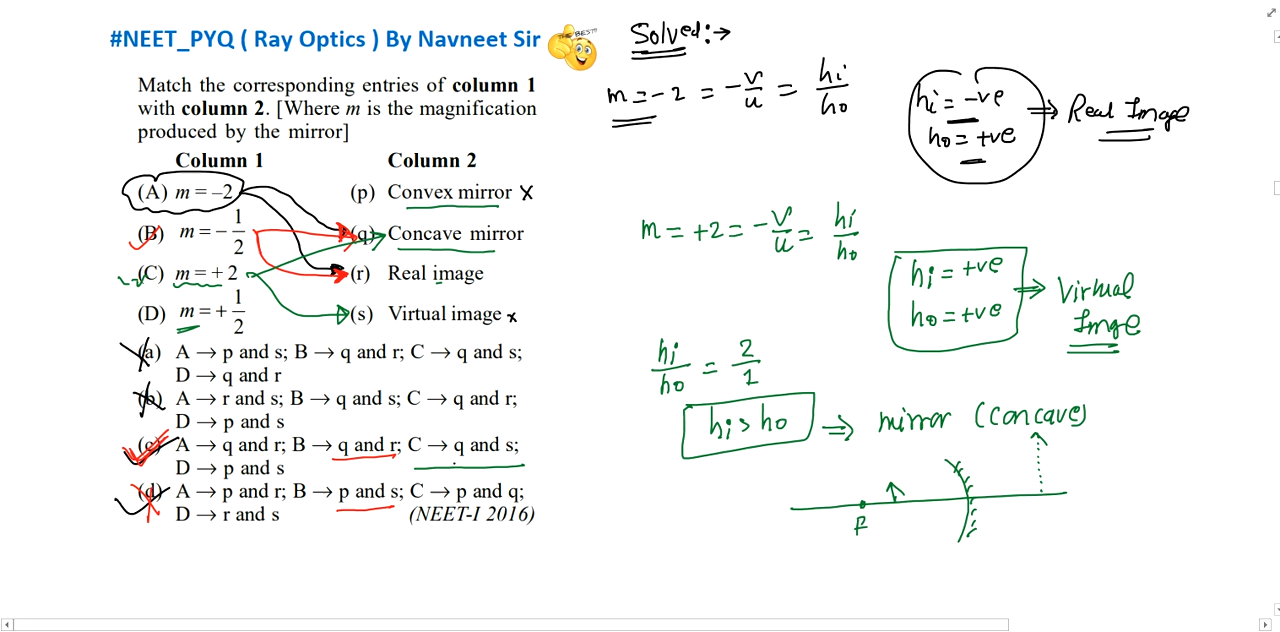 #NEET_PYQ ( Ray Optics ) By Navneet Sir
THE BEST!!
Match the corresponding entries of column 1
with column 2. [Where m is the magnification
produced by the mirror]
Column 1 Column 2
(A) m = –2 (p) Convex mirror X
(B) m = – 1/2 (q) Concave mirror
(C) m = + 2 (r) Real image
(D) m = + 1/2 (s) Virtual image x
(a) A → p and s; B → q and r; C → q and s;
D → q and r
(b) A → r and s; B → q and s; C → q and r;
D → p and s
(c) A → q and r; B → q and r; C → q and s;
D → p and s
(d) A → p and r; B → p and s; C → p and q;
D → r and s (NEET-I 2016)
Solved:→
m = -2 = -v/u = hi/ho
hi = -ve
ho = +ve
⇒ Real Image
m = +2 = -v/u = hi/ho
hi = +ve
ho = +ve
⇒ Virtual
Imge
hi/ho = 2/1
hi > ho ⇒ mirror (concave)
F